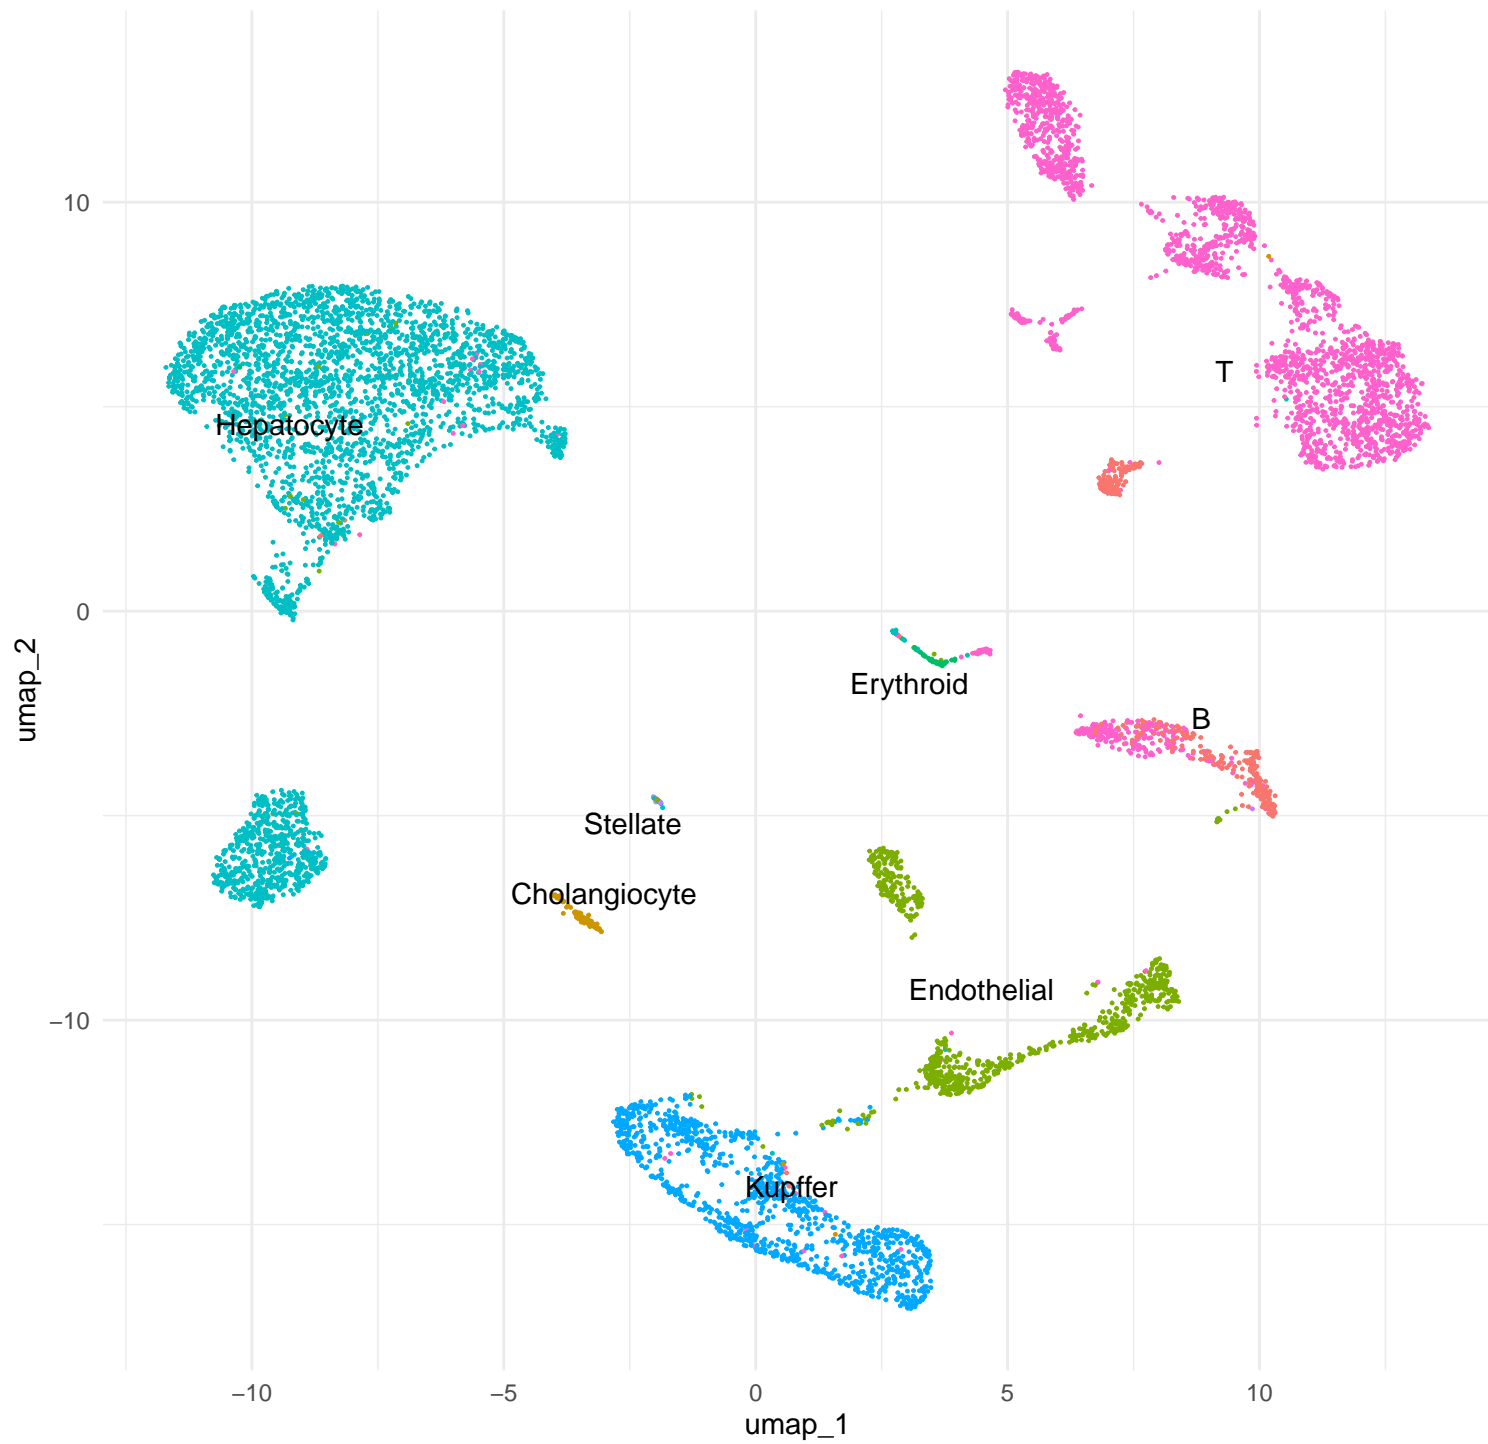 10
T
Hepatocyte
0
Erythroid
B
umap_2
Stellate
Cholangiocyte
Endothelial
−10
Kupffer
−10 −5 0 5 10
umap_1